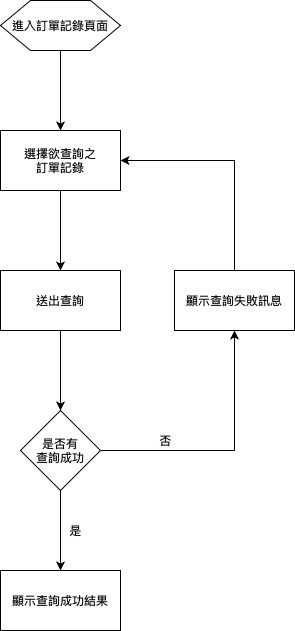 進入訂單記錄頁面
選擇欲查詢之
訂單記錄
送出查詢
顯示查詢失敗訊息
是否有
查詢成功
否
是
顯示查詢成功結果